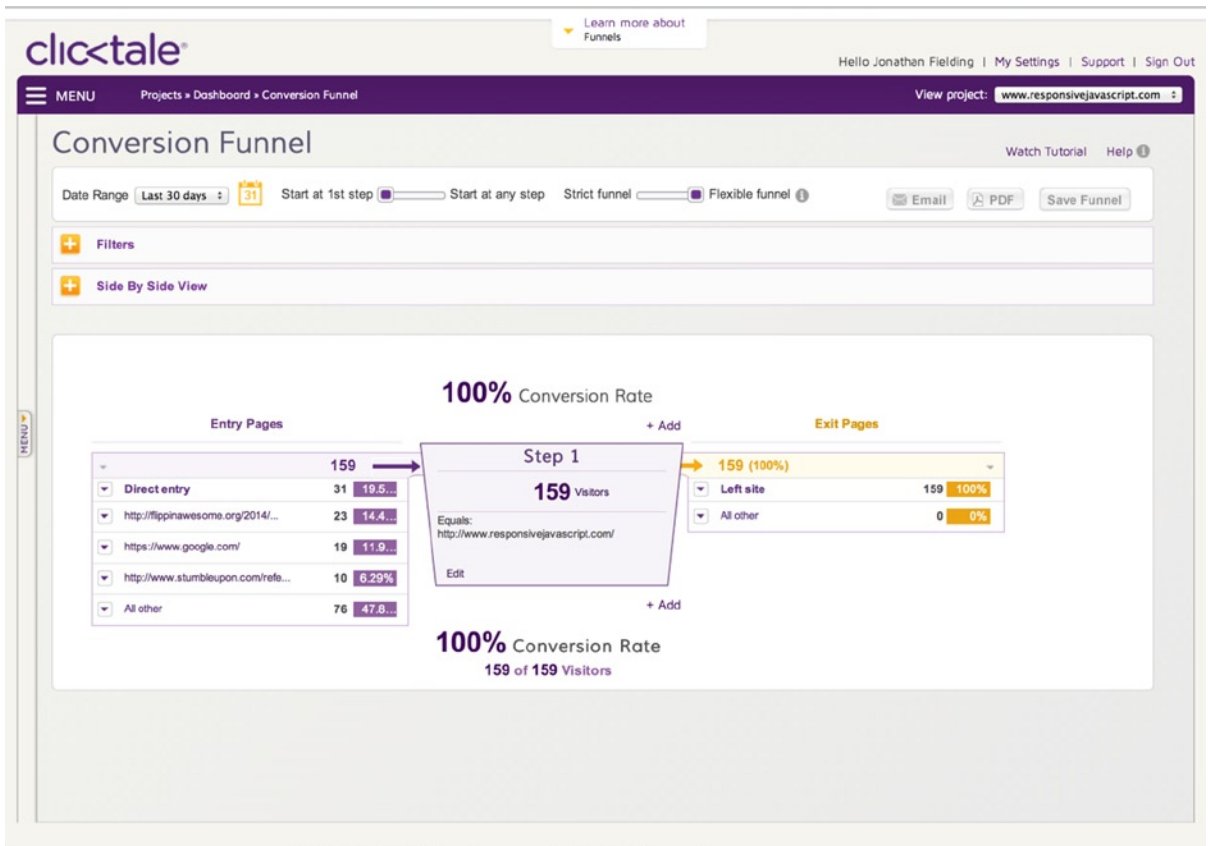 Learn more about
Funnels
clicktale®
Hello Jonathan Fielding | My Settings | Support | Sign Out
MENU Projects » Dashboard » Conversion Funnel View project: www.responsivejavascript.com
Conversion Funnel
Watch Tutorial Help i
Date Range Last 30 days 31 Start at 1st step Start at any step Strict funnel Flexible funnel i Email PDF Save Funnel
+ Filters
+ Side By Side View
MENU
100% Conversion Rate
Entry Pages + Add Exit Pages
159 Step 1 159 (100%)
Direct entry 31 19.5... 159 Visitors Left site 159 100%
http://flippinawesome.org/2014/... 23 14.4... Equals: All other 0 0%
http://www.responsivejavascript.com/
https://www.google.com/ 19 11.9...
http://www.stumbleupon.com/refe... 10 6.29% Edit
All other 76 47.8... + Add
100% Conversion Rate
159 of 159 Visitors